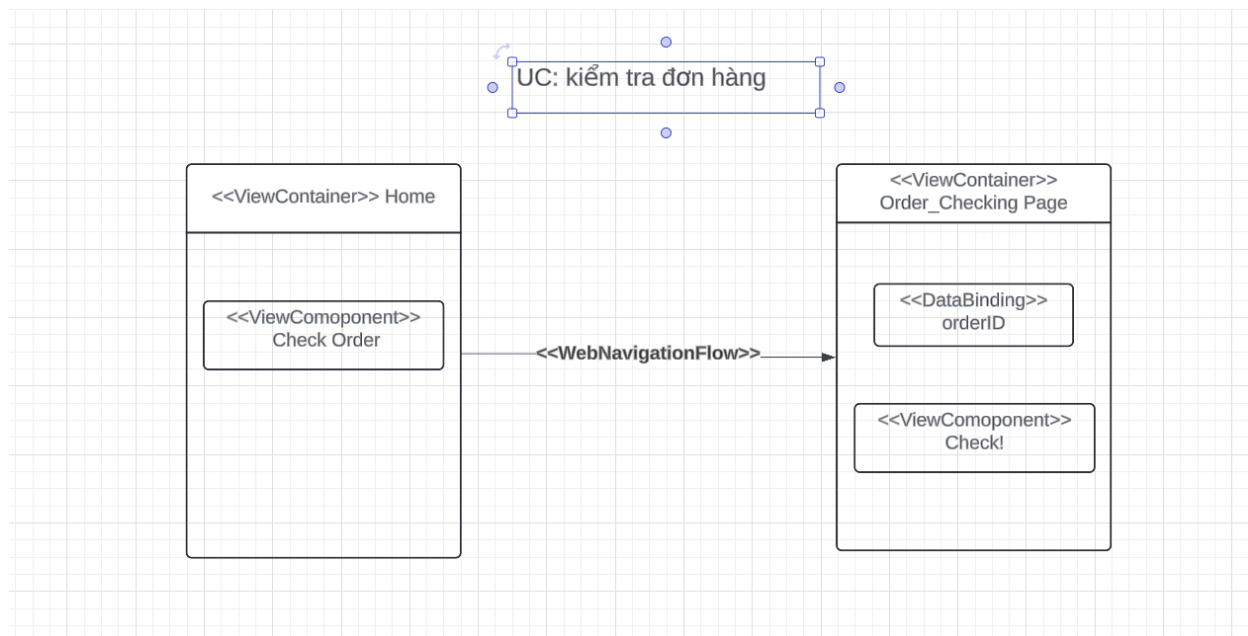 UC: kiểm tra đơn hàng
<<ViewContainer>> Home
<<ViewComoponent>>
Check Order
<<WebNavigationFlow>>
<<ViewContainer>>
Order_Checking Page
<<DataBinding>>
orderID
<<ViewComoponent>>
Check!